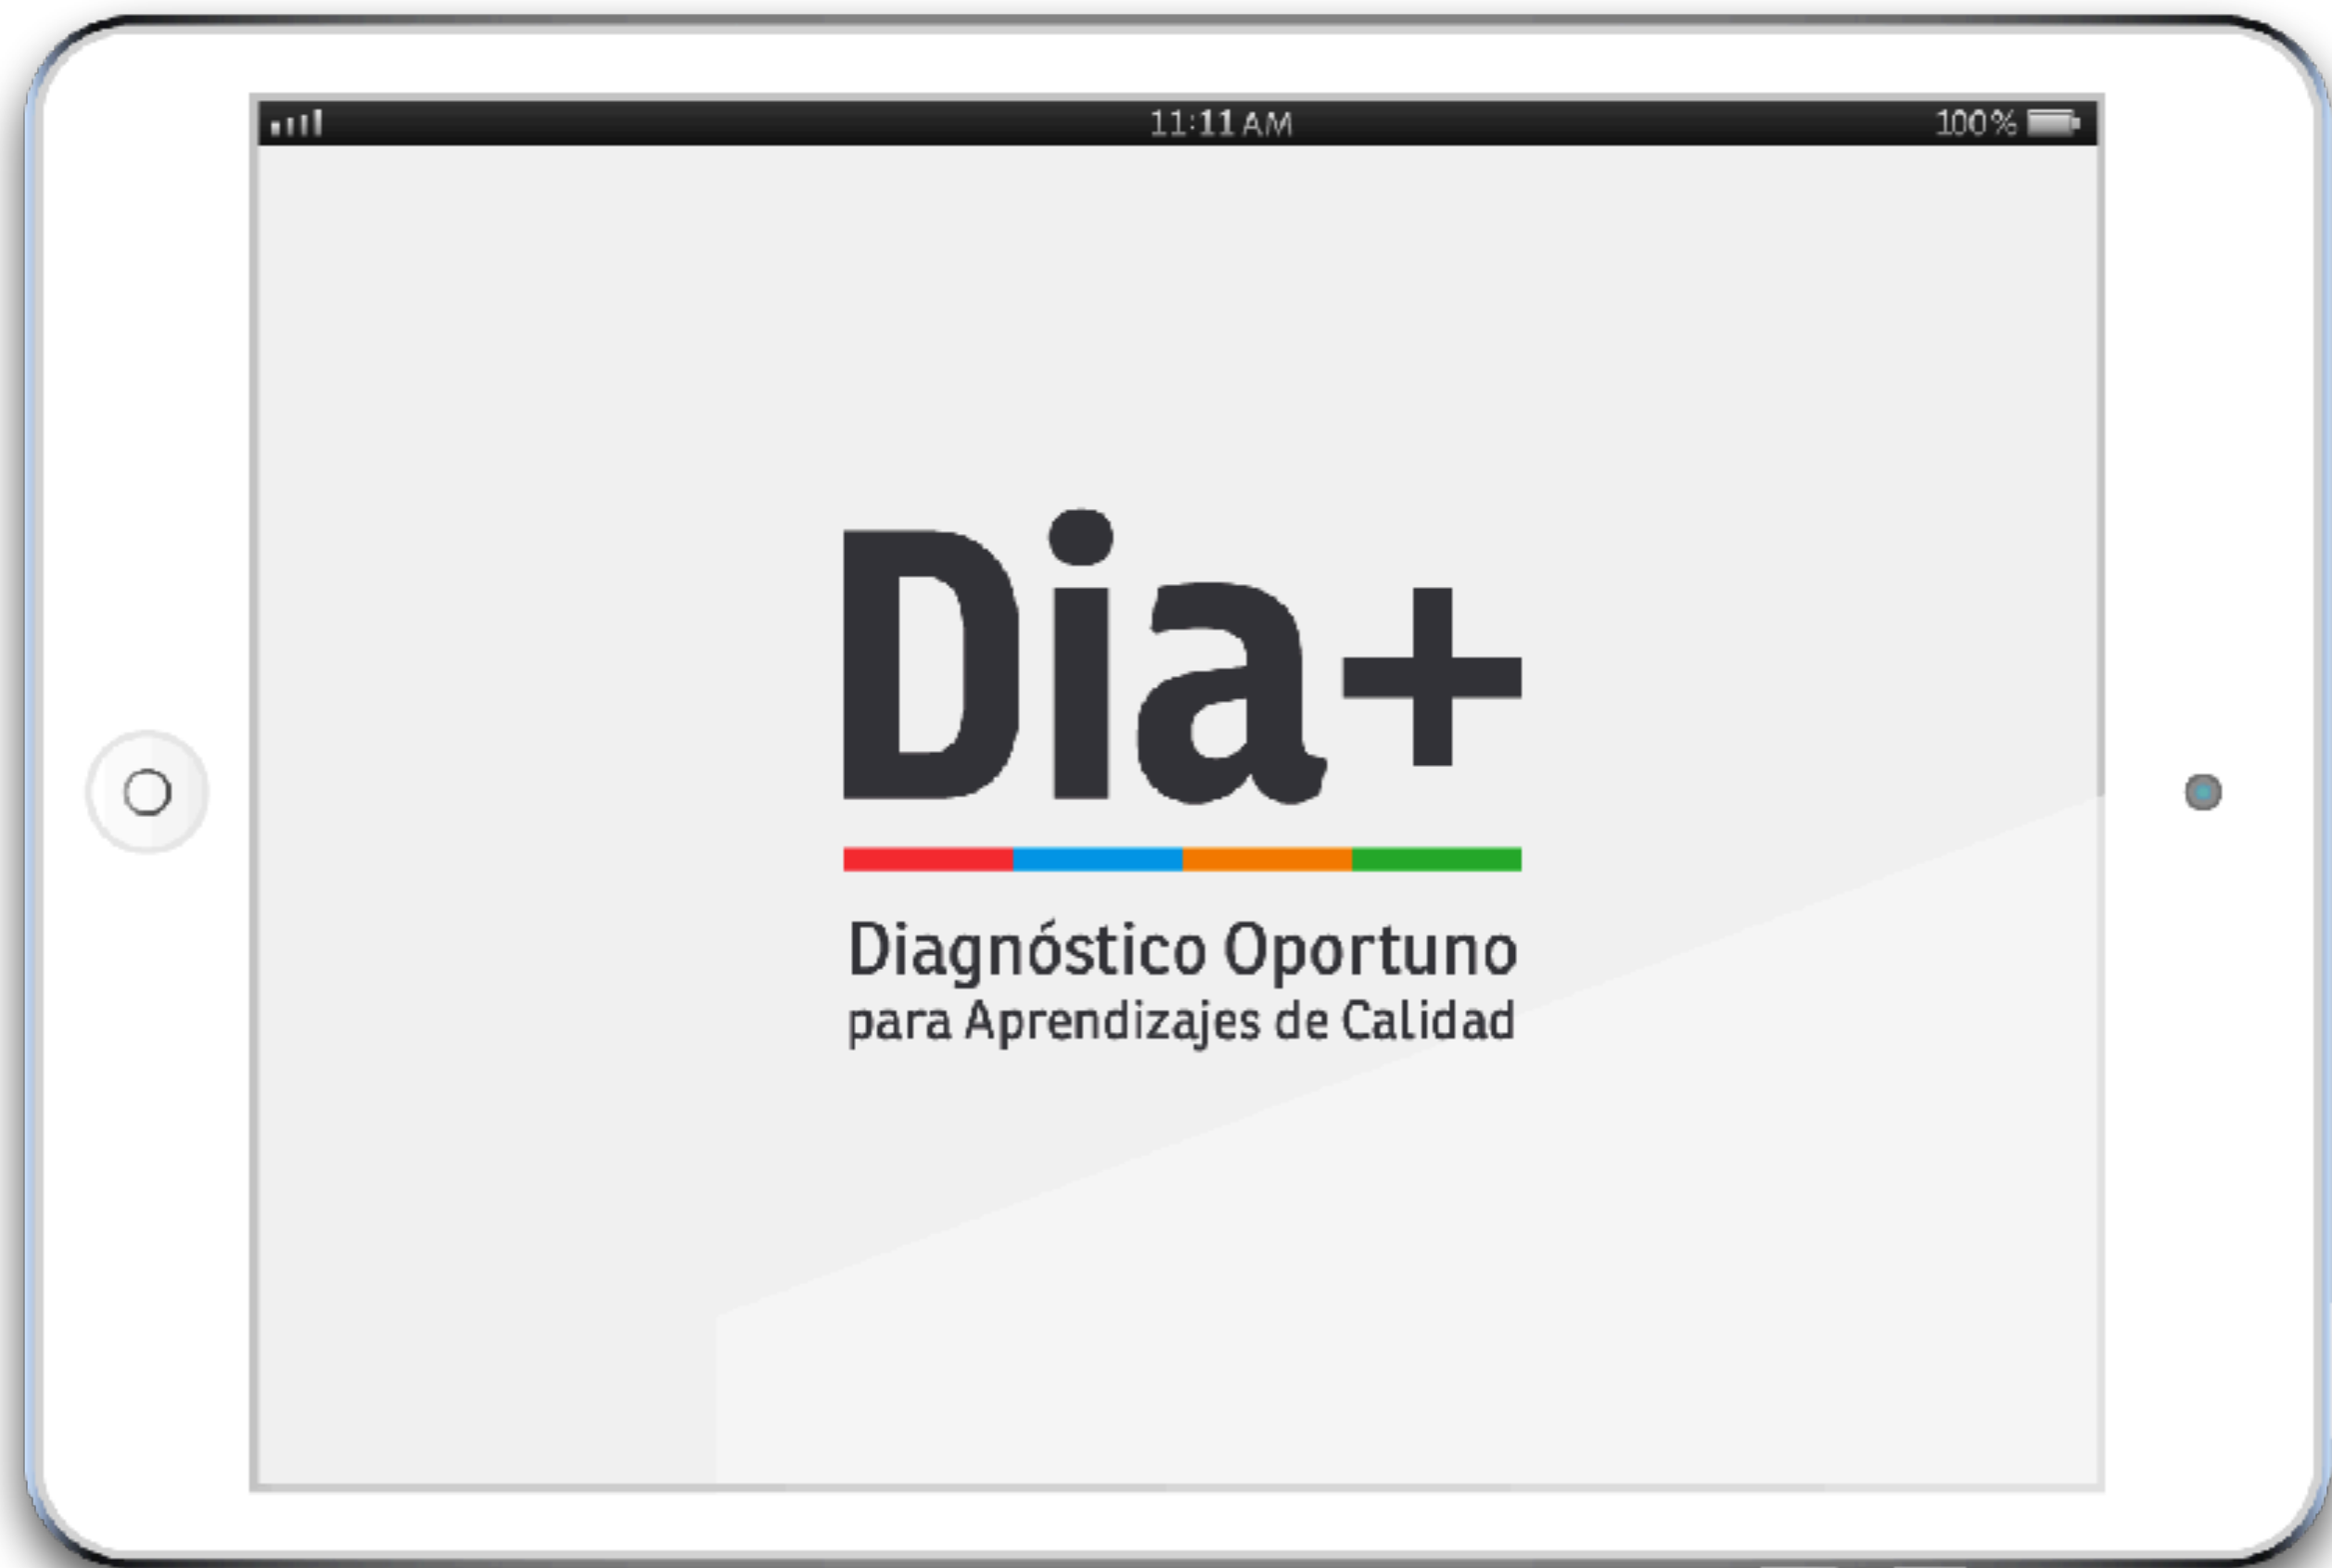 11:11 AM
100%
Dia+
Diagnóstico Oportuno
para Aprendizajes de Calidad